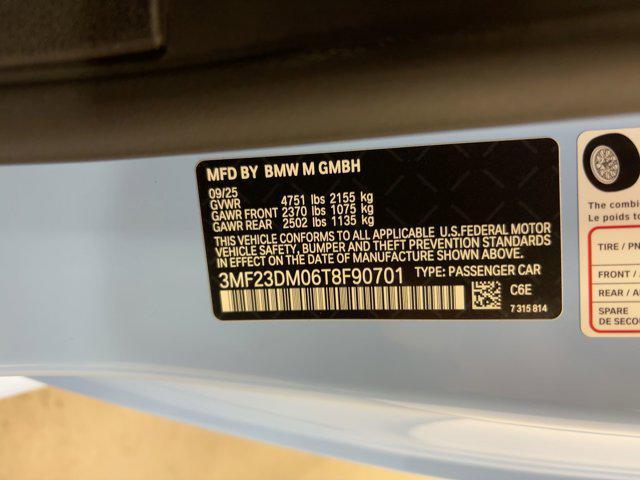 MFD BY BMW M GMBH
09/25
GVWR 4751 lbs 2155 kg
GAWR FRONT 2370 lbs 1075 kg
GAWR REAR 2502 lbs 1135 kg
THIS VEHICLE CONFORMS TO ALL APPLICABLE U.S.FEDERAL MOTOR
VEHICLE SAFETY, BUMPER AND THEFT PREVENTION STANDARDS
IN EFFECT ON THE DATE OF MANUFACTURE SHOWN ABOVE.
3MF23DM06T8F90701 TYPE: PASSENGER CAR
C6E
7 315 814
The combin
Le poids to
TIRE / PN
FRONT /
REAR / A
SPARE
DE SECOU